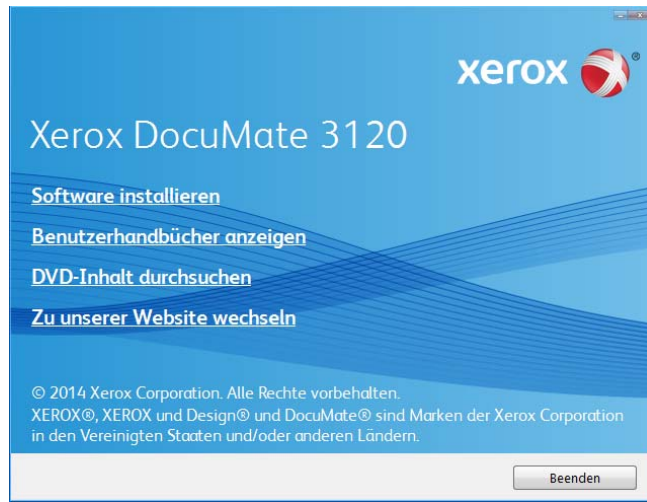 xerox ®
Xerox DocuMate 3120
Software installieren
Benutzerhandbücher anzeigen
DVD-Inhalt durchsuchen
Zu unserer Website wechseln
© 2014 Xerox Corporation. Alle Rechte vorbehalten.
XEROX®, XEROX und Design® und DocuMate® sind Marken der Xerox Corporation
in den Vereinigten Staaten und/oder anderen Ländern.
Beenden